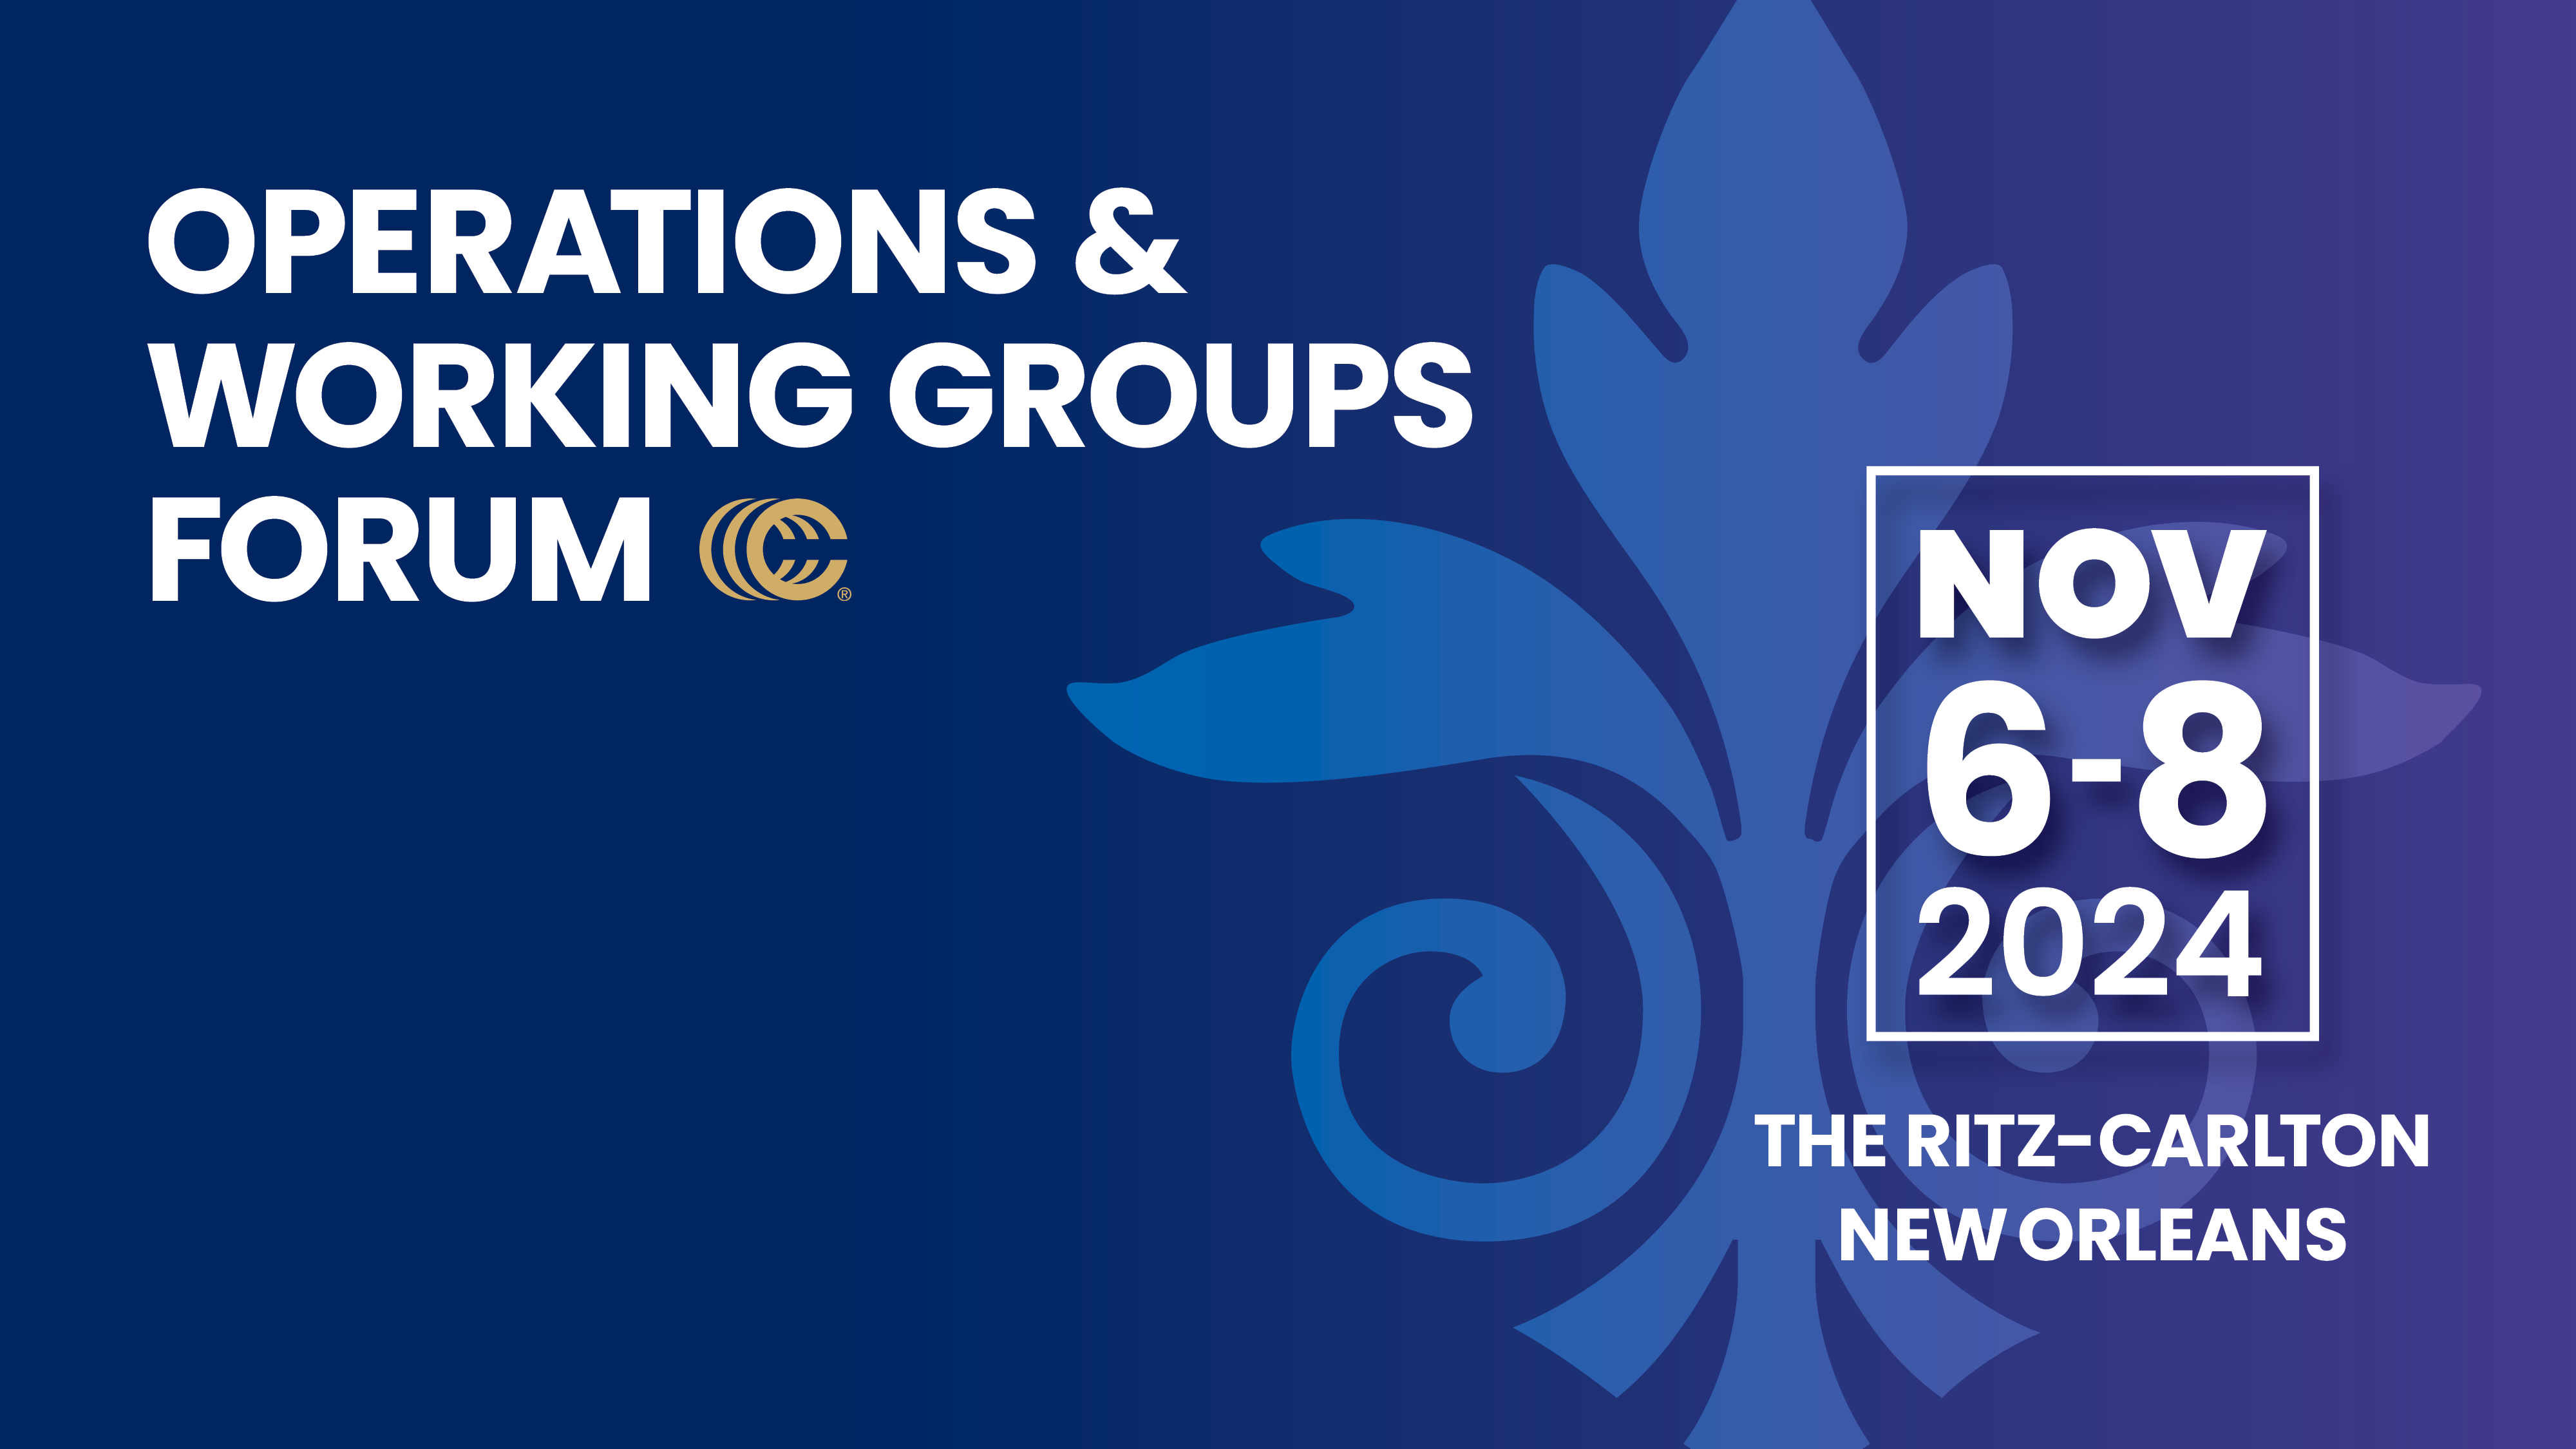 OPERATIONS &
WORKING GROUPS
FORUM
®
NOV
6-8
2024
THE RITZ-CARLTON
NEW ORLEANS